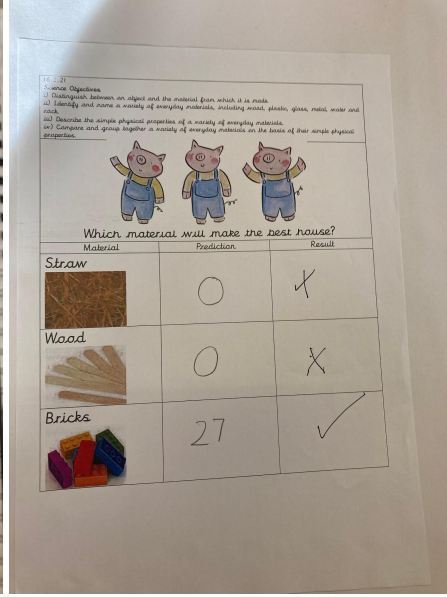 Science Objectives
i) Distinguish between an object and the material from which it is made.
ii) Identify and name a variety of everyday materials, including wood, plastic, glass, metal, water and
rock.
iii) Describe the simple physical properties of a variety of everyday materials.
iv) Compare and group together a variety of everyday materials on the basis of their simple physical
properties.
Which material will make the best house?
Material Prediction Result
Straw
0 X
Wood
0 X
Bricks
27 ✓